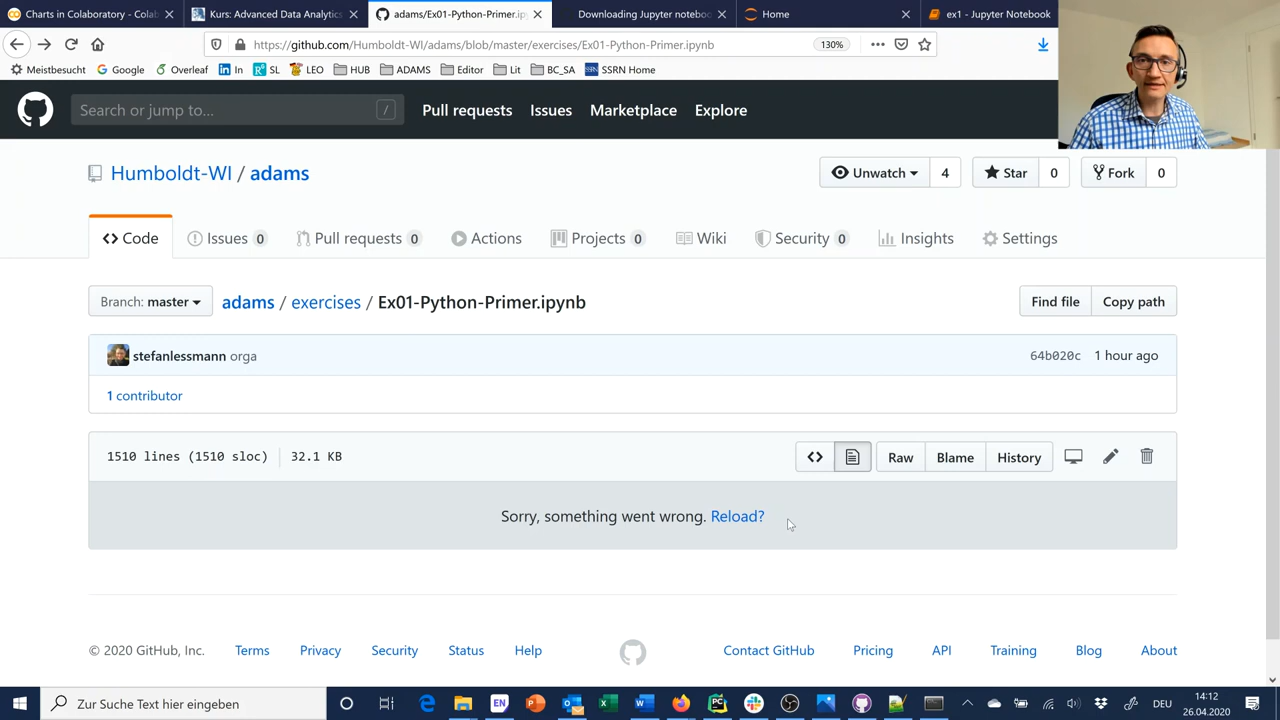 Charts in Colaboratory - Colab
Kurs: Advanced Data Analytics
adams/Ex01-Python-Primer.ip
Downloading Jupyter noteboo
Home
ex1 - Jupyter Notebook
https://github.com/Humboldt-WI/adams/blob/master/exercises/Ex01-Python-Primer.ipynb
130%
Meistbesucht
Google
Overleaf
In
SL
LEO
HUB
ADAMS
Editor
Lit
BC_SA
SSRN Home
Search or jump to...
/
Pull requests
Issues
Marketplace
Explore
Humboldt-WI / adams
Unwatch
4
Star
0
Fork
0
<> Code
Issues 0
Pull requests 0
Actions
Projects 0
Wiki
Security 0
Insights
Settings
Branch: master
adams / exercises / Ex01-Python-Primer.ipynb
Find file
Copy path
stefanlessmann orga
64b020c 1 hour ago
1 contributor
1510 lines (1510 sloc) 32.1 KB
<>
Raw
Blame
History
Sorry, something went wrong. Reload?
© 2020 GitHub, Inc.
Terms
Privacy
Security
Status
Help
Contact GitHub
Pricing
API
Training
Blog
About
Zur Suche Text hier eingeben
EN
DEU
14:12
26.04.2020